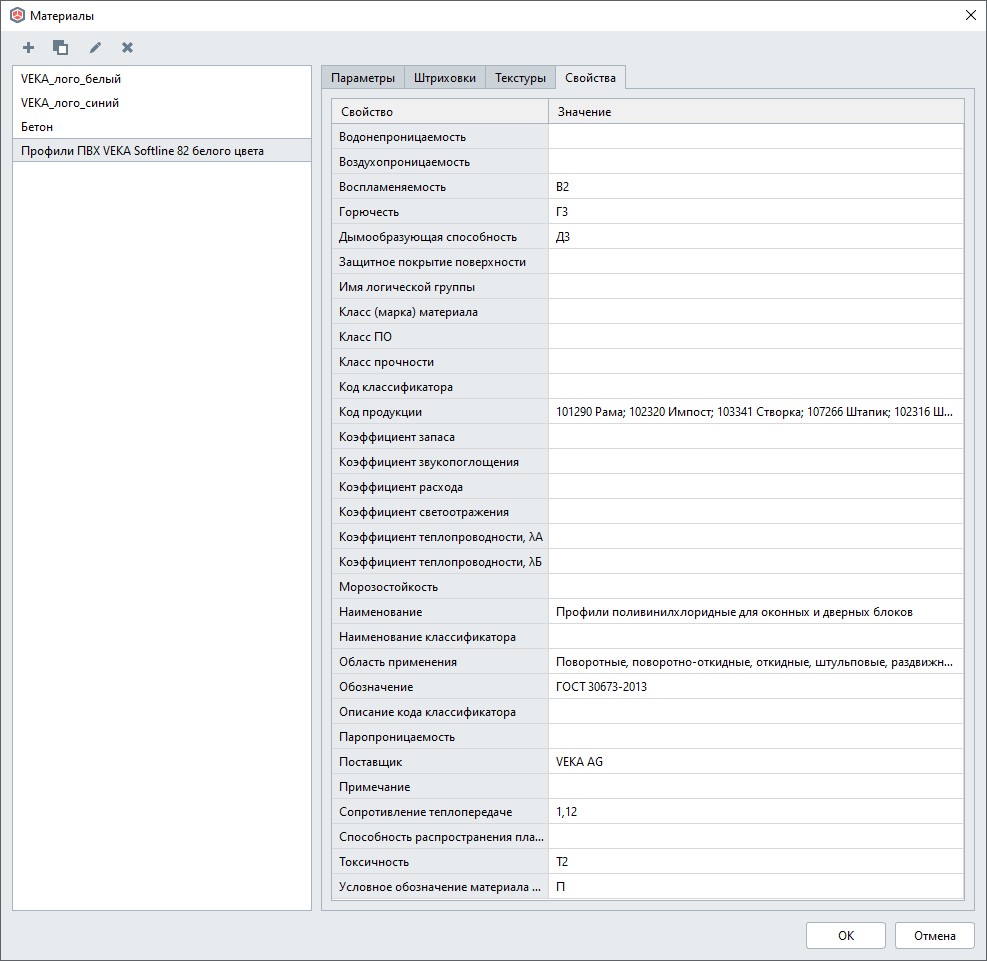 Материалы
VEKA_лого_белый
VEKA_лого_синий
Бетон
Профили ПВХ VEKA Softline 82 белого цвета
Параметры Штриховки Текстуры Свойства
Свойство Значение
Водонепроницаемость
Воздухопроницаемость
Воспламеняемость В2
Горючесть Г3
Дымообразующая способность Д3
Защитное покрытие поверхности
Имя логической группы
Класс (марка) материала
Класс ПО
Класс прочности
Код классификатора
Код продукции 101290 Рама; 102320 Импост; 103341 Створка; 107266 Штапик; 102316 Ш...
Коэффициент запаса
Коэффициент звукопоглощения
Коэффициент расхода
Коэффициент светоотражения
Коэффициент теплопроводности, λА
Коэффициент теплопроводности, λБ
Морозостойкость
Наименование Профили поливинилхлоридные для оконных и дверных блоков
Наименование классификатора
Область применения Поворотные, поворотно-откидные, откидные, штульповые, раздвижн...
Обозначение ГОСТ 30673-2013
Описание кода классификатора
Паропроницаемость
Поставщик VEKA AG
Примечание
Сопротивление теплопередаче 1,12
Способность распространения пла...
Токсичность Т2
Условное обозначение материала ... П
ОК Отмена